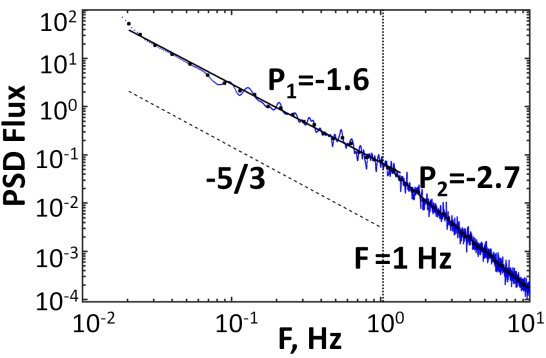 PSD Flux
10²
10¹
10⁰
10⁻¹
10⁻²
10⁻³
10⁻⁴
P₁=-1.6
-5/3
P₂=-2.7
F =1 Hz
10⁻² 10⁻¹ 10⁰ 10¹
F, Hz